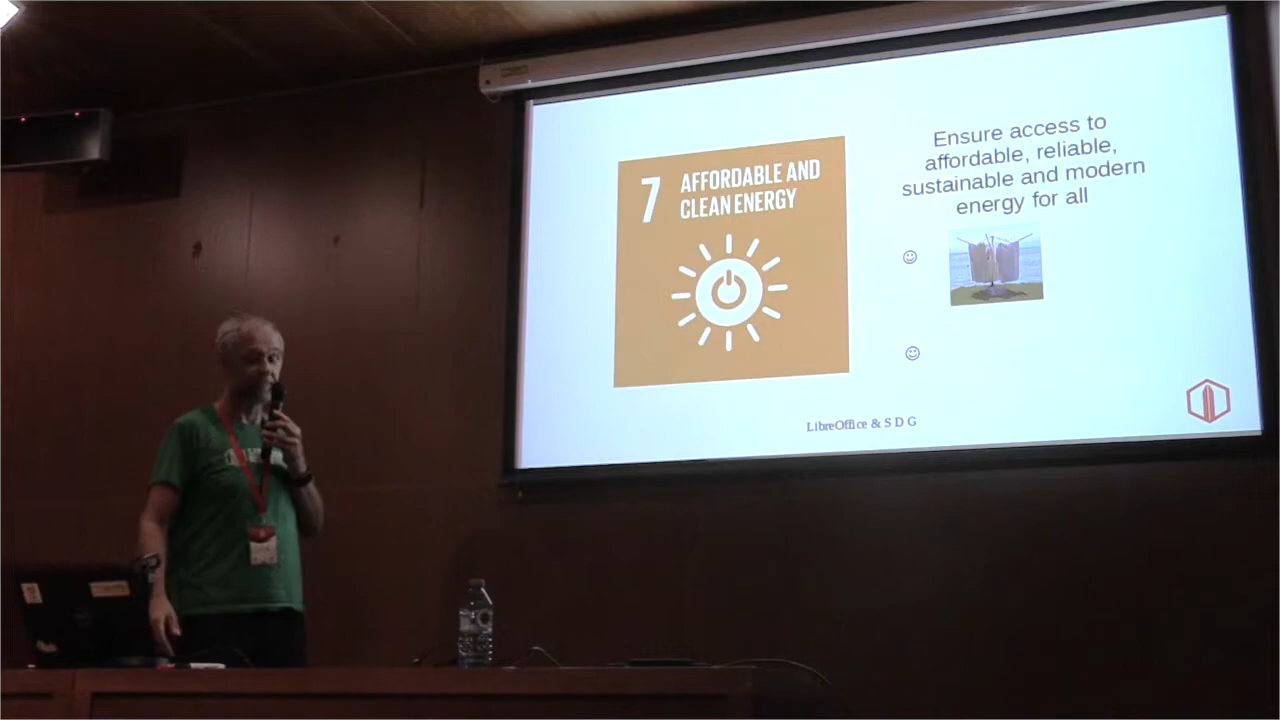 7 AFFORDABLE AND
CLEAN ENERGY
Ensure access to
affordable, reliable,
sustainable and modern
energy for all
LibreOffice & S D G